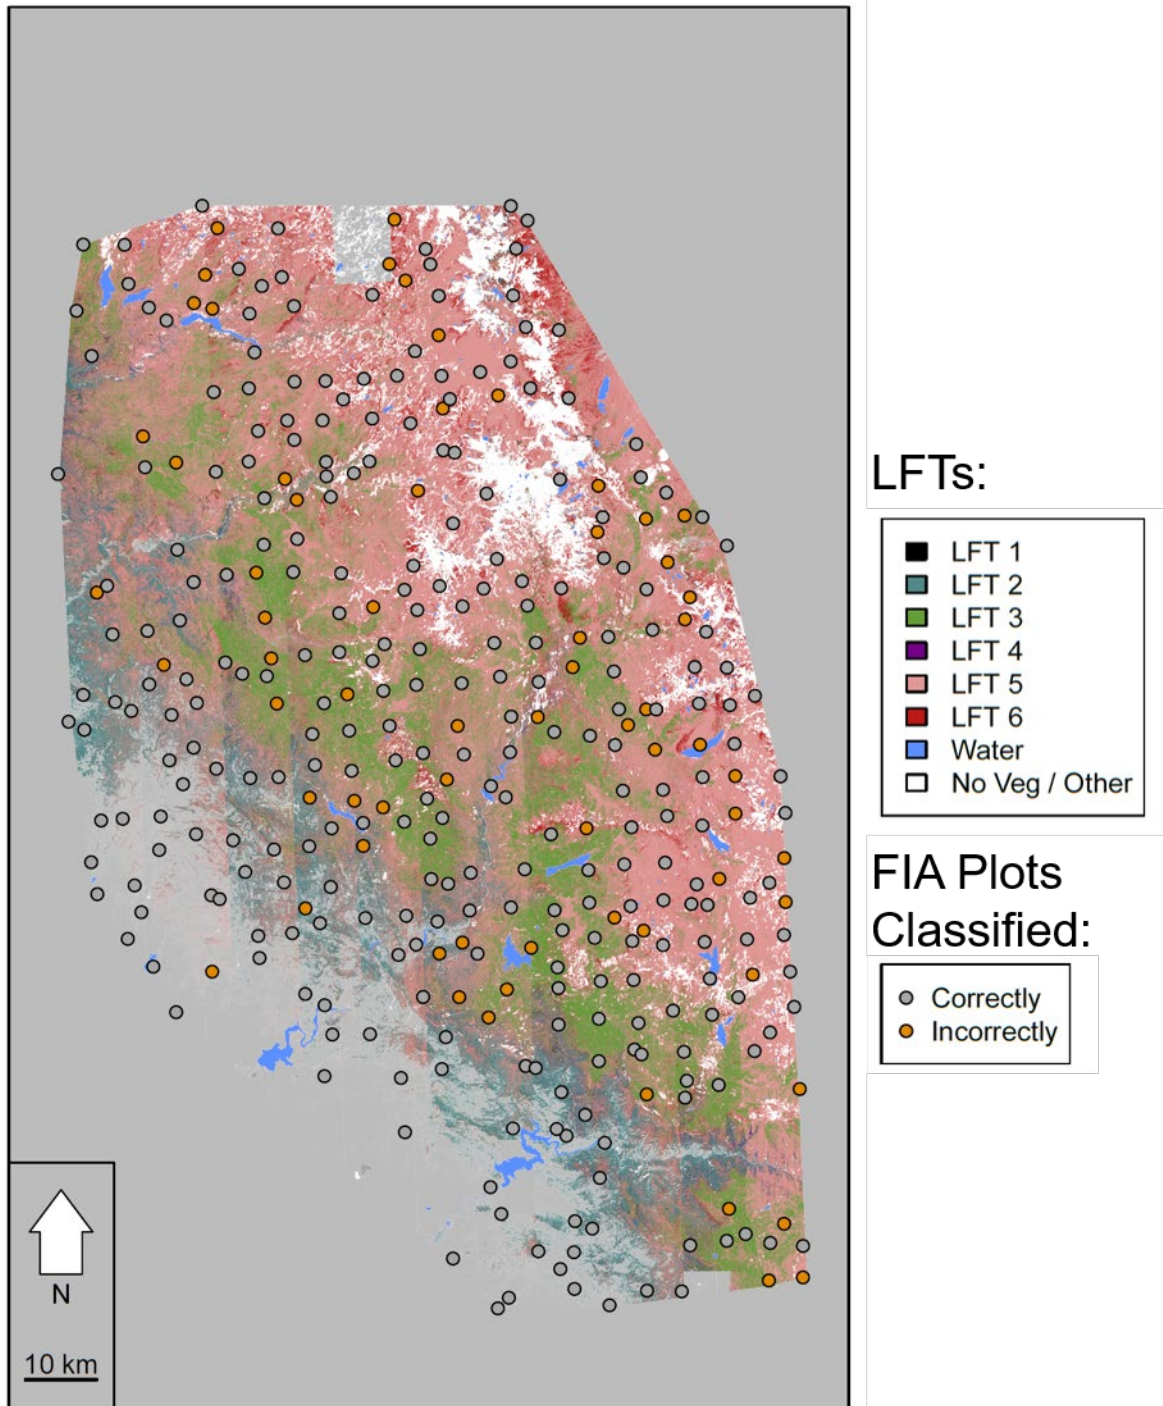 LFTs:
LFT 1
LFT 2
LFT 3
LFT 4
LFT 5
LFT 6
Water
No Veg / Other
FIA Plots
Classified:
Correctly
Incorrectly
N
10 km